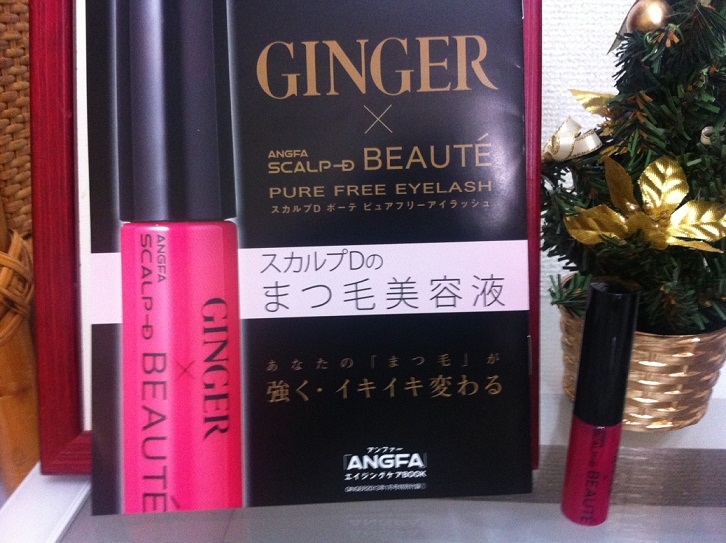 GINGER
×
ANGFA
SCALP-D BEAUTÉ
PURE FREE EYELASH
スカルプD ボーテ ピュアフリーアイラッシュ
スカルプDの
まつ毛美容液
あなたの「まつ毛」が
強く・イキイキ変わる
アンファー
「ANGFA」
エイジングケアBOOK
ANGFA
SCALP-D BEAUTÉ
×
GINGER
SCALP-D BEAUTÉ